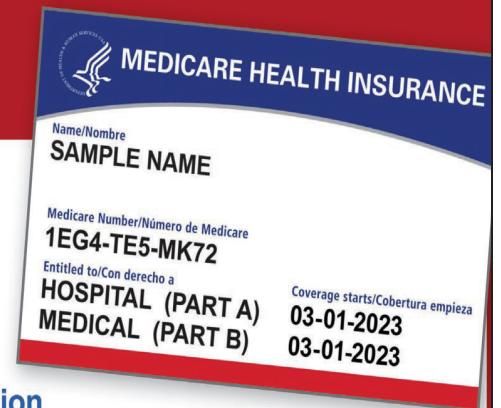 MEDICARE HEALTH INSURANCE
Name/Nombre
SAMPLE NAME
Medicare Number/Número de Medicare
1EG4-TE5-MK72
Entitled to/Con derecho a
HOSPITAL (PART A)
MEDICAL (PART B)
Coverage starts/Cobertura empieza
03-01-2023
03-01-2023